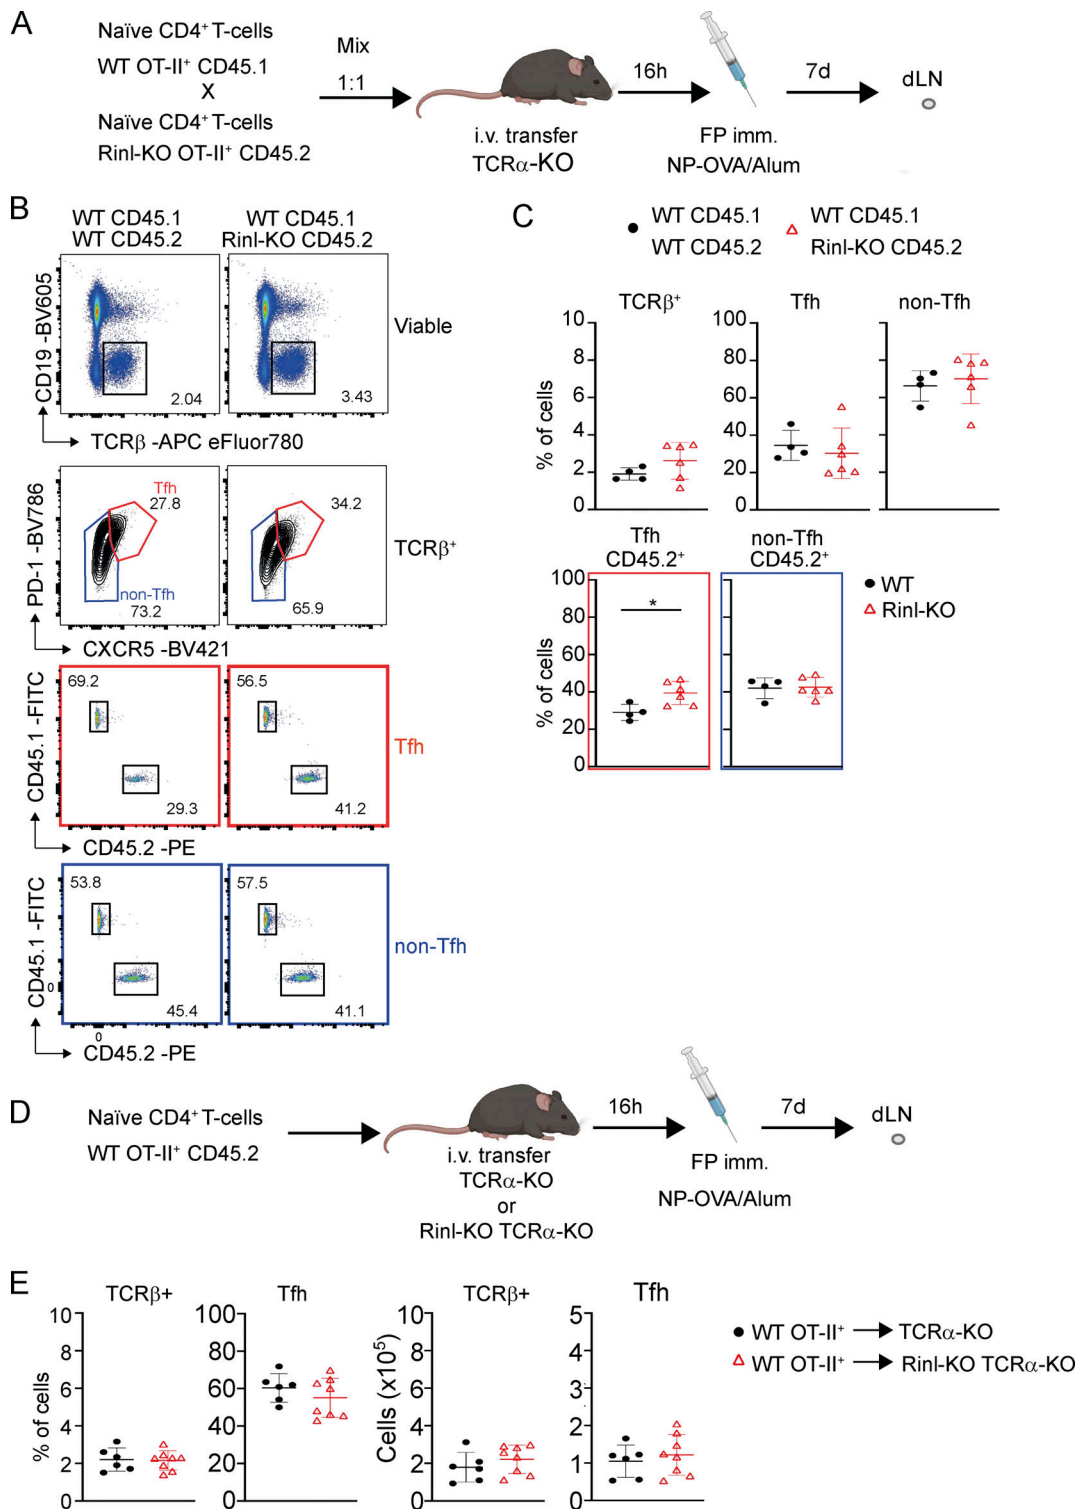 A
Naïve CD4⁺ T-cells
WT OT-II⁺ CD45.1
X
Naïve CD4⁺ T-cells
Rinl-KO OT-II⁺ CD45.2
Mix
1:1
i.v. transfer
TCRα-KO
16h
FP imm.
NP-OVA/Alum
7d
dLN
B
WT CD45.1
WT CD45.2
WT CD45.1
Rinl-KO CD45.2
CD19 -BV605
2.04
3.43
Viable
TCRβ -APC eFluor780
PD-1 -BV786
Tfh
27.8
non-Tfh
73.2
34.2
65.9
TCRβ⁺
CXCR5 -BV421
CD45.1 -FITC
69.2
29.3
56.5
41.2
Tfh
CD45.2 -PE
CD45.1 -FITC
0
53.8
45.4
57.5
41.1
non-Tfh
0
CD45.2 -PE
C
WT CD45.1
WT CD45.2
WT CD45.1
Rinl-KO CD45.2
TCRβ⁺
% of cells
10
8
6
4
2
0
Tfh
100
80
60
40
20
0
non-Tfh
Tfh
CD45.2⁺
% of cells
100
80
60
40
20
0
*
non-Tfh
CD45.2⁺
WT
Rinl-KO
D
Naïve CD4⁺ T-cells
WT OT-II⁺ CD45.2
i.v. transfer
TCRα-KO
or
Rinl-KO TCRα-KO
16h
FP imm.
NP-OVA/Alum
7d
dLN
E
TCRβ+
% of cells
10
8
6
4
2
0
Tfh
100
80
60
40
20
0
TCRβ+
Cells (x10⁵)
10
8
6
4
2
0
Tfh
5
4
3
2
1
0
WT OT-II⁺ → TCRα-KO
WT OT-II⁺ → Rinl-KO TCRα-KO